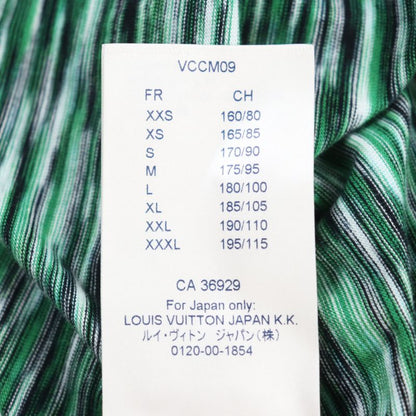 VCCM09
FR CH
XXS 160/80
XS 165/85
S 170/90
M 175/95
L 180/100
XL 185/105
XXL 190/110
XXXL 195/115
CA 36929
For Japan only:
LOUIS VUITTON JAPAN K.K.
ルイ・ヴィトン ジャパン(株)
0120-00-1854